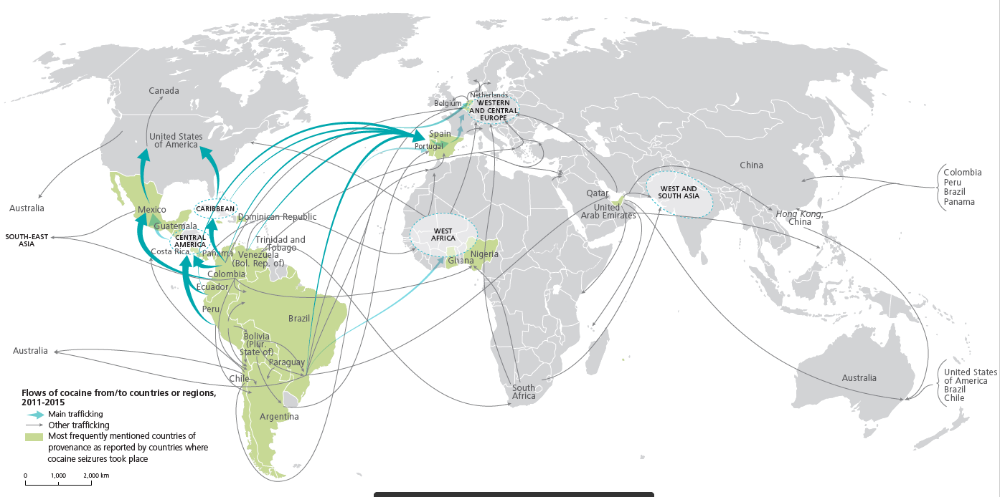 Canada
United States
of America
Netherlands
Belgium
WESTERN
AND CENTRAL
EUROPE
Spain
Portugal
China
Colombia
Peru
Brazil
Panama
Qatar
United
Arab Emirates
WEST AND
SOUTH ASIA
Australia
Mexico
CARIBBEAN
Dominican Republic
Hong Kong,
China
Guatemala
SOUTH-EAST
ASIA
CENTRAL
AMERICA
Trinidad and
Tobago
WEST
AFRICA
Costa Rica
Panama
Venezuela
(Bol. Rep. of)
Ghana
Nigeria
Colombia
Ecuador
Peru
Brazil
Bolivia
(Plur.
State of)
Australia
Paraguay
Chile
Argentina
South
Africa
Australia
United States
of America
Brazil
Chile
Flows of cocaine from/to countries or regions,
2011-2015
Main trafficking
Other trafficking
Most frequently mentioned countries of
provenance as reported by countries where
cocaine seizures took place
0 1,000 2,000 km